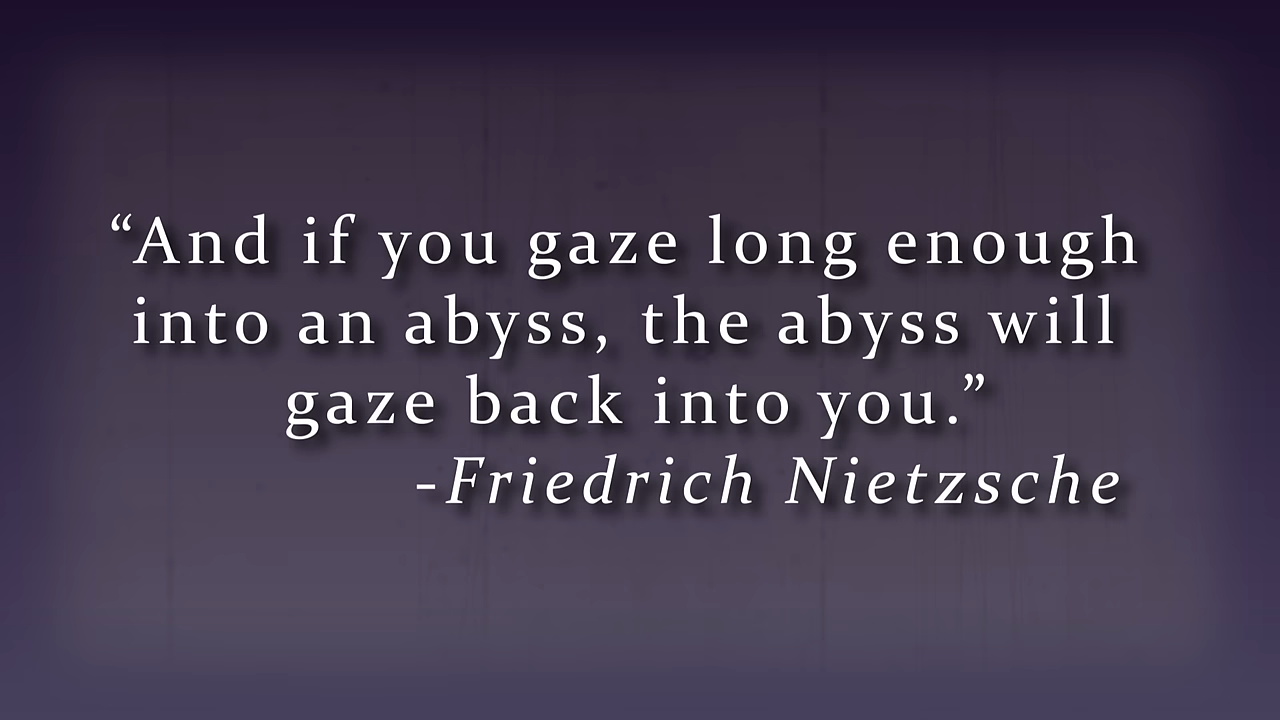 “And if you gaze long enough
into an abyss, the abyss will
gaze back into you.”
-Friedrich Nietzsche